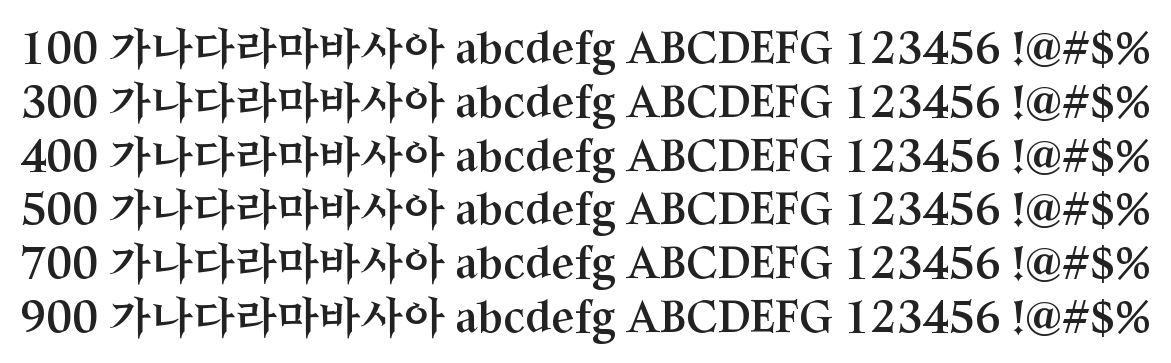 100 가나다라마바사아 abcdefg ABCDEFG 123456 !@#$%
300 가나다라마바사아 abcdefg ABCDEFG 123456 !@#$%
400 가나다라마바사아 abcdefg ABCDEFG 123456 !@#$%
500 가나다라마바사아 abcdefg ABCDEFG 123456 !@#$%
700 가나다라마바사아 abcdefg ABCDEFG 123456 !@#$%
900 가나다라마바사아 abcdefg ABCDEFG 123456 !@#$%